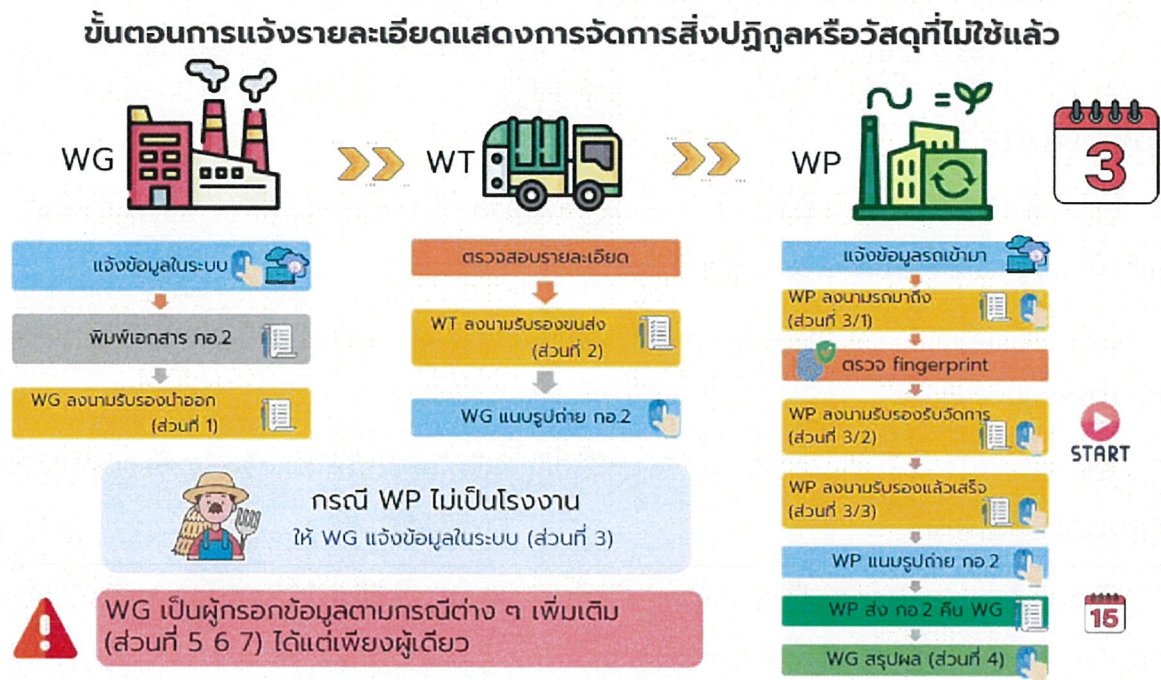 ขั้นตอนการแจ้งรายละเอียดแสดงการจัดการสิ่งปฏิกูลหรือวัสดุที่ไม่ใช้แล้ว
WG
WT
WP
3
แจ้งข้อมูลในระบบ
พิมพ์เอกสาร กอ.2
WG ลงนามรับรองนำออก
(ส่วนที่ 1)
ตรวจสอบรายละเอียด
WT ลงนามรับรองขนส่ง
(ส่วนที่ 2)
WG แนบรูปถ่าย กอ.2
แจ้งข้อมูลรถเข้ามา
WP ลงนามรถมาถึง
(ส่วนที่ 3/1)
ตรวจ fingerprint
WP ลงนามรับรองรับจัดการ
(ส่วนที่ 3/2)
START
WP ลงนามรับรองแล้วเสร็จ
(ส่วนที่ 3/3)
WP แนบรูปถ่าย กอ.2
WP ส่ง กอ.2 คืน WG
15
WG สรุปผล (ส่วนที่ 4)
กรณี WP ไม่เป็นโรงงาน
ให้ WG แจ้งข้อมูลในระบบ (ส่วนที่ 3)
WG เป็นผู้กรอกข้อมูลตามกรณีต่าง ๆ เพิ่มเติม
(ส่วนที่ 5 6 7) ได้แต่เพียงผู้เดียว